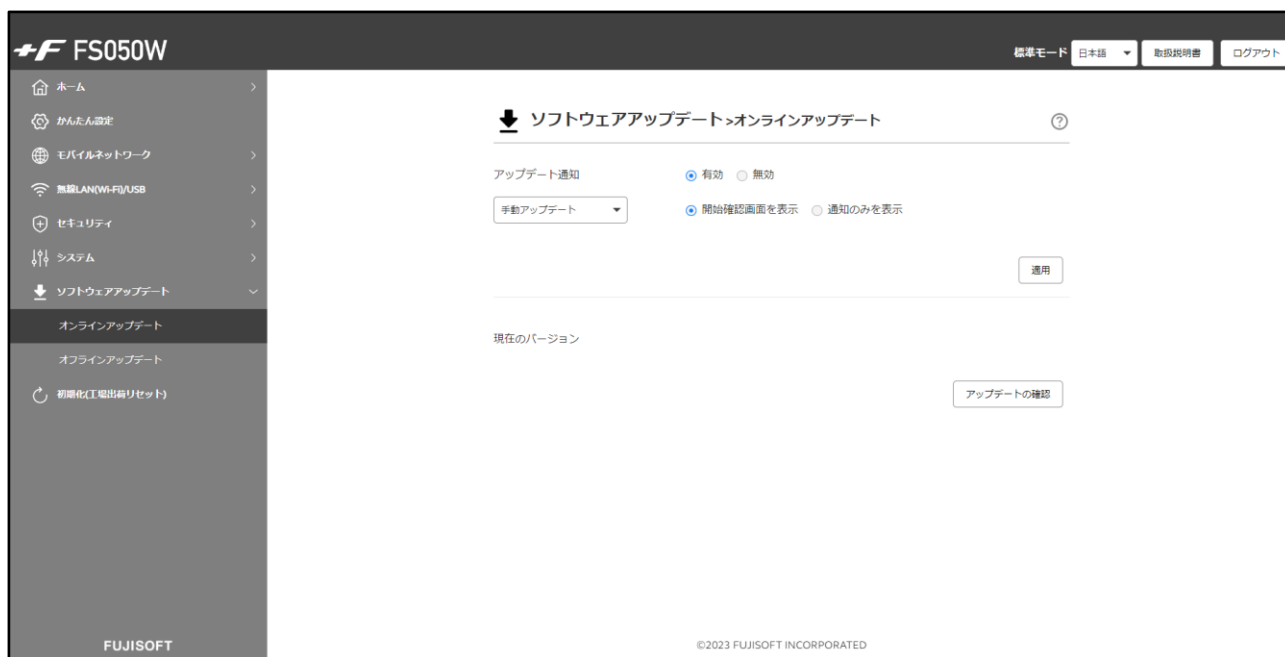 +F FS050W
標準モード 日本語 取扱説明書 ログアウト
ホーム
かんたん設定
モバイルネットワーク
無線LAN(Wi-Fi)/USB
セキュリティ
システム
ソフトウェアアップデート
オンラインアップデート
オフラインアップデート
初期化(工場出荷リセット)
FUJISOFT
ソフトウェアアップデート>オンラインアップデート
アップデート通知 有効 無効
手動アップデート 開始確認画面を表示 通知のみを表示
適用
現在のバージョン
アップデートの確認
©2023 FUJISOFT INCORPORATED